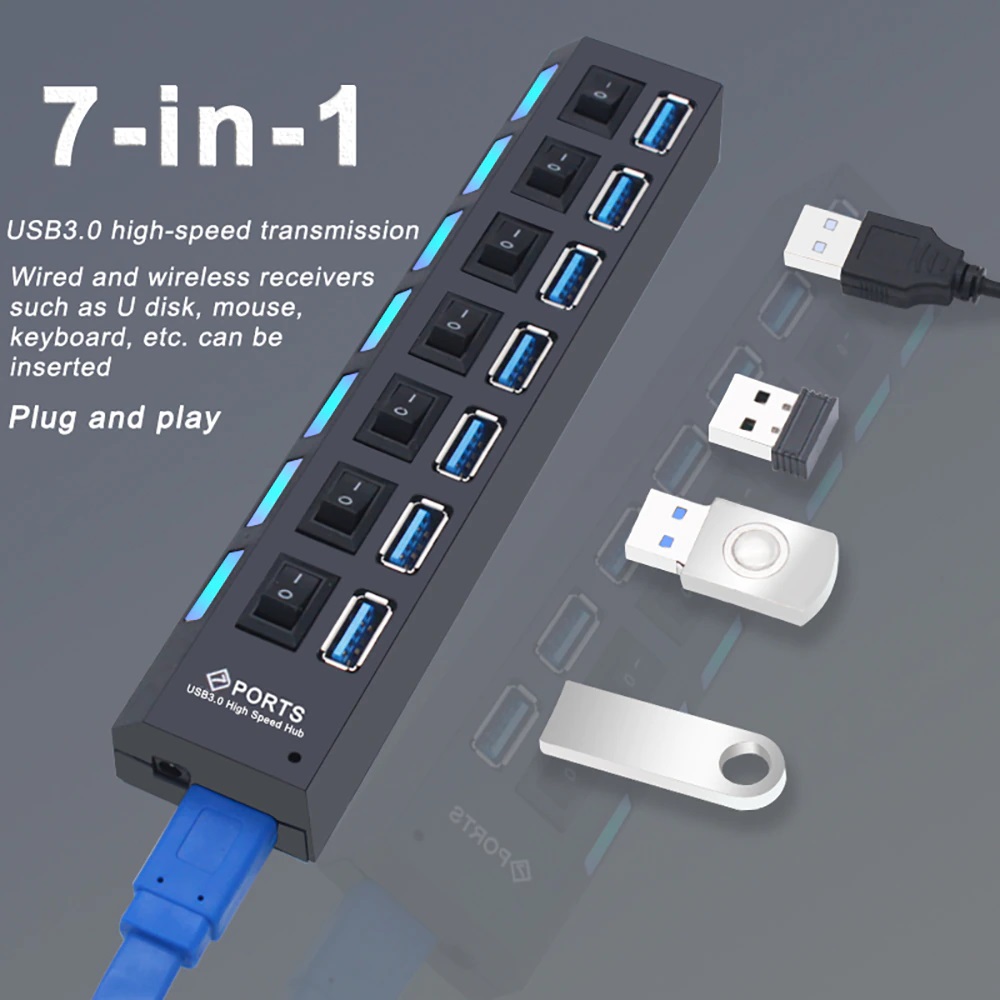 7-in-1
USB3.0 high-speed transmission
Wired and wireless receivers
such as U disk, mouse,
keyboard, etc. can be
inserted
Plug and play
7 PORTS
USB3.0 High Speed Hub